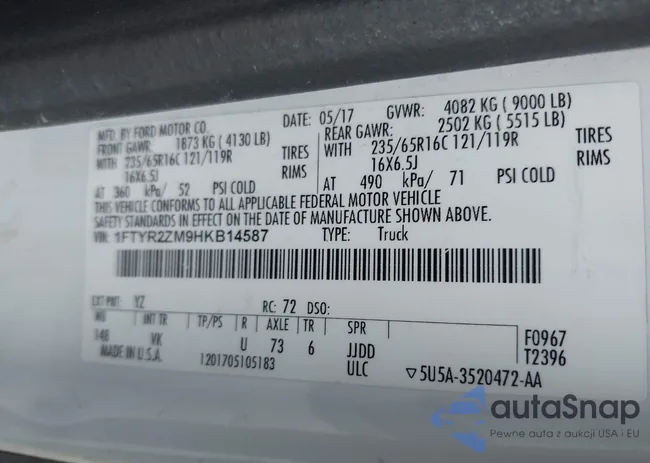 MFD. BY FORD MOTOR CO.
DATE: 05/17 GVWR: 4082 KG ( 9000 LB)
FRONT GAWR: 1873 KG ( 4130 LB)
REAR GAWR: 2502 KG ( 5515 LB)
WITH 235/65R16C 121/119R TIRES
WITH 235/65R16C 121/119R TIRES
16X6.5J RIMS
16X6.5J RIMS
AT 360 kPa/ 52 PSI COLD
AT 490 kPa/ 71 PSI COLD
THIS VEHICLE CONFORMS TO ALL APPLICABLE FEDERAL MOTOR VEHICLE
SAFETY STANDARDS IN EFFECT ON THE DATE OF MANUFACTURE SHOWN ABOVE.
VIN: 1FTYR2ZM9HKB14587 TYPE: Truck
EXT PNT: YZ RC: 72 DSO:
WB INT TR TP/PS R AXLE TR SPR
148 VK U 73 6 JJDD
F0967
T2396
MADE IN U.S.A. 1201705105183 ULC ▽5U5A-3520472-AA
autaSnap
Pewne auta z aukcji USA i EU